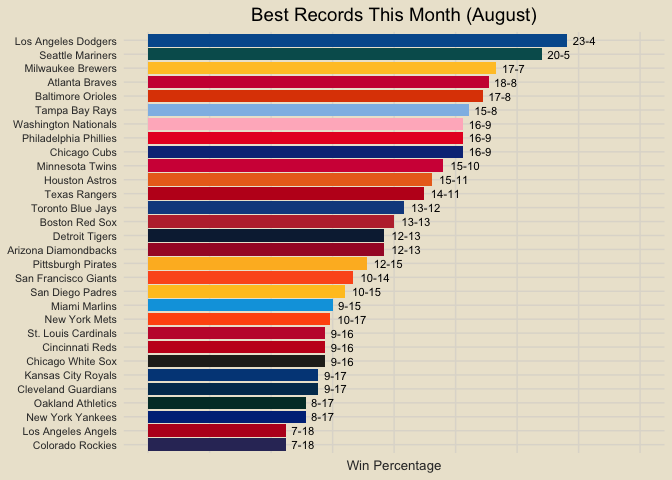 Best Records This Month (August)
Los Angeles Dodgers 23-4
Seattle Mariners 20-5
Milwaukee Brewers 17-7
Atlanta Braves 18-8
Baltimore Orioles 17-8
Tampa Bay Rays 15-8
Washington Nationals 16-9
Philadelphia Phillies 16-9
Chicago Cubs 16-9
Minnesota Twins 15-10
Houston Astros 15-11
Texas Rangers 14-11
Toronto Blue Jays 13-12
Boston Red Sox 13-13
Detroit Tigers 12-13
Arizona Diamondbacks 12-13
Pittsburgh Pirates 12-15
San Francisco Giants 10-14
San Diego Padres 10-15
Miami Marlins 9-15
New York Mets 10-17
St. Louis Cardinals 9-16
Cincinnati Reds 9-16
Chicago White Sox 9-16
Kansas City Royals 9-17
Cleveland Guardians 9-17
Oakland Athletics 8-17
New York Yankees 8-17
Los Angeles Angels 7-18
Colorado Rockies 7-18
Win Percentage